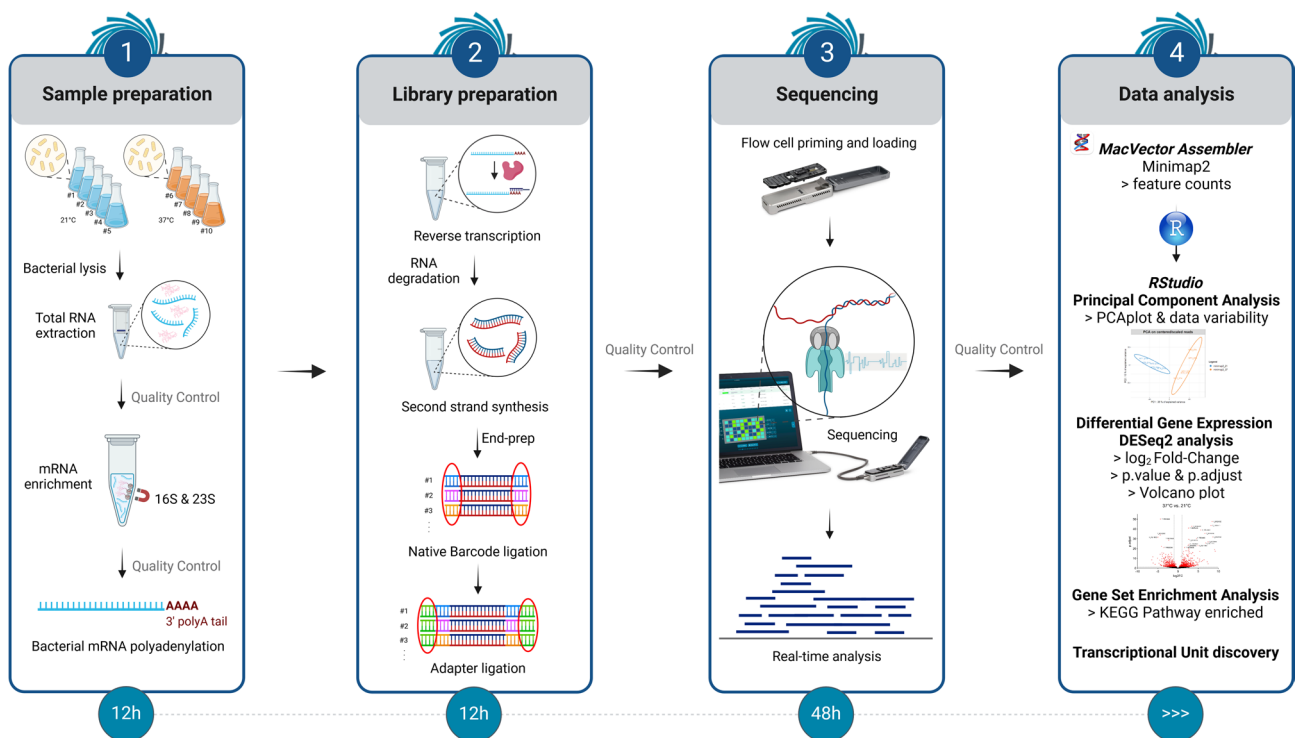 1
Sample preparation
#1
#2
#3
#4
#5
21°C
#6
#7
#8
#9
#10
37°C
Bacterial lysis
Total RNA
extraction
Quality Control
mRNA
enrichment
16S & 23S
Quality Control
AAAA
3' polyA tail
Bacterial mRNA polyadenylation
12h
2
Library preparation
AAA
Reverse transcription
RNA
degradation
Second strand synthesis
End-prep
#1
#2
#3
Native Barcode ligation
#1
#2
#3
Adapter ligation
12h
Quality Control
3
Sequencing
Flow cell priming and loading
Sequencing
Real-time analysis
48h
Quality Control
4
Data analysis
MacVector Assembler
Minimap2
> feature counts
R
RStudio
Principal Component Analysis
> PCAplot & data variability
Differential Gene Expression
DESeq2 analysis
> log2 Fold-Change
> p.value & p.adjust
> Volcano plot
37°C vs. 21°C
Gene Set Enrichment Analysis
> KEGG Pathway enriched
Transcriptional Unit discovery
>>>